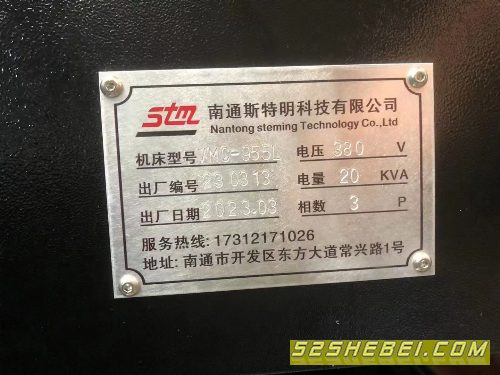 stm 南通斯特明科技有限公司
Nantong steming Technology Co.,Ltd
机床型号 VMC-855L 电压 380 V
出厂编号 230313 电量 20 KVA
出厂日期 2023.03 相数 3 P
服务热线: 17312171026
地址: 南通市开发区东方大道常兴路1号
52SHEBEI.COM